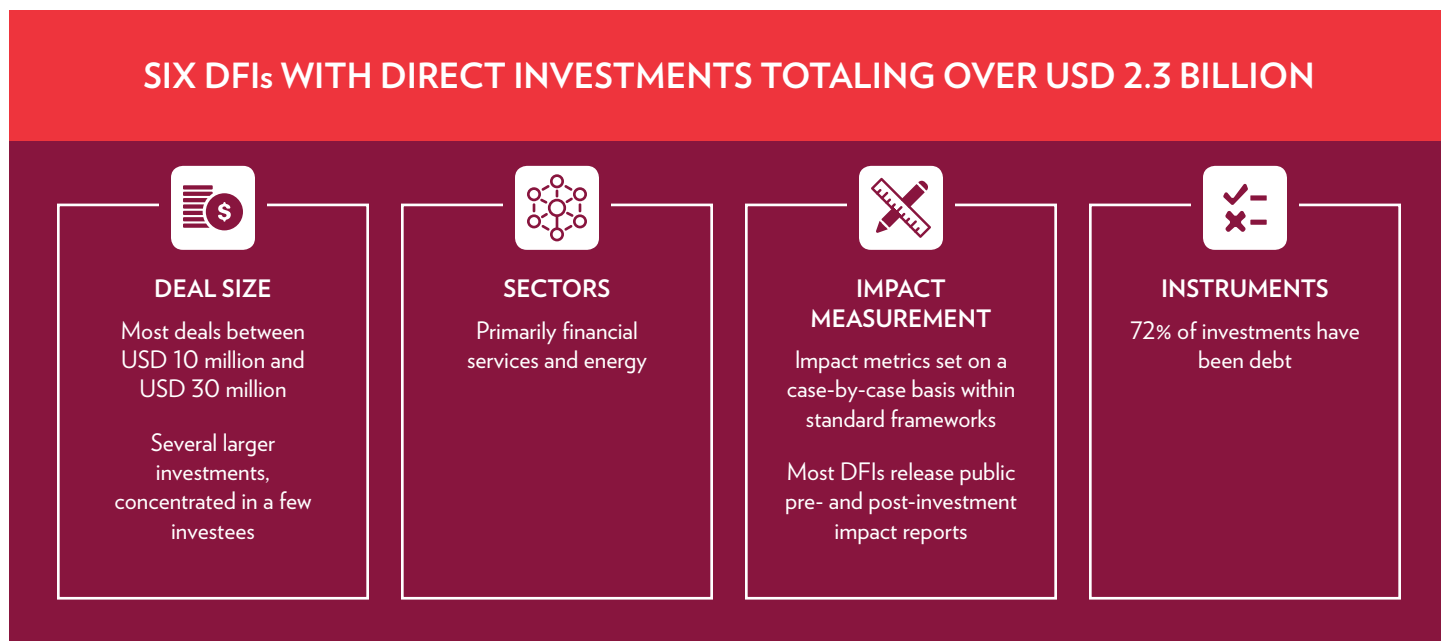 SIX DFIs WITH DIRECT INVESTMENTS TOTALING OVER USD 2.3 BILLION
$
DEAL SIZE
Most deals between
USD 10 million and
USD 30 million
Several larger
investments,
concentrated in a few
investees
SECTORS
Primarily financial
services and energy
IMPACT
MEASUREMENT
Impact metrics set on a
case-by-case basis within
standard frameworks
Most DFIs release public
pre- and post-investment
impact reports
INSTRUMENTS
72% of investments have
been debt